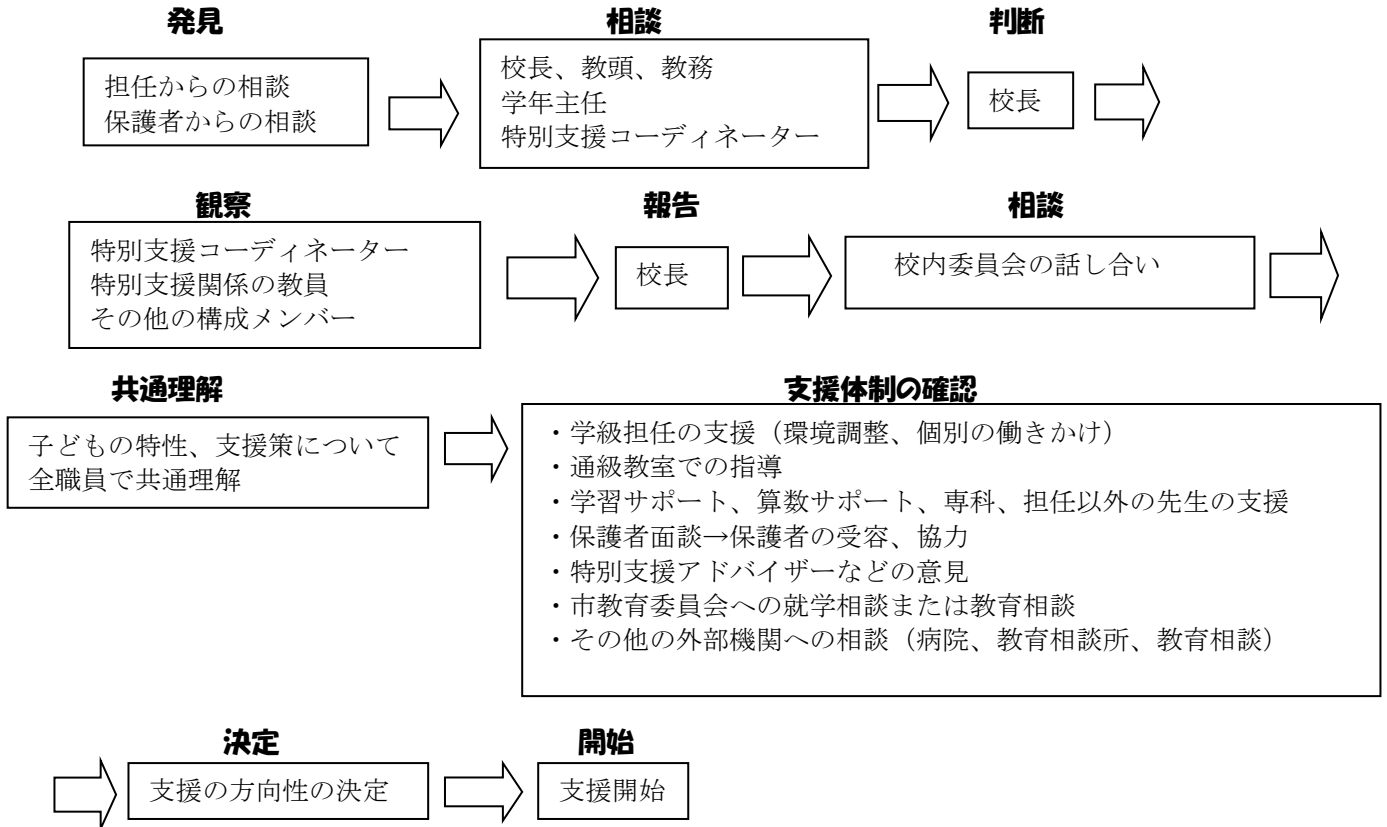 発見
相談
判断
担任からの相談
保護者からの相談
校長、教頭、教務
学年主任
特別支援コーディネーター
校長
観察
報告
相談
特別支援コーディネーター
特別支援関係の教員
その他の構成メンバー
校長
校内委員会の話し合い
共通理解
支援体制の確認
子どもの特性、支援策について
全職員で共通理解
・学級担任の支援（環境調整、個別の働きかけ）
・通級教室での指導
・学習サポート、算数サポート、専科、担任以外の先生の支援
・保護者面談→保護者の受容、協力
・特別支援アドバイザーなどの意見
・市教育委員会への就学相談または教育相談
・その他の外部機関への相談（病院、教育相談所、教育相談）
決定
開始
支援の方向性の決定
支援開始